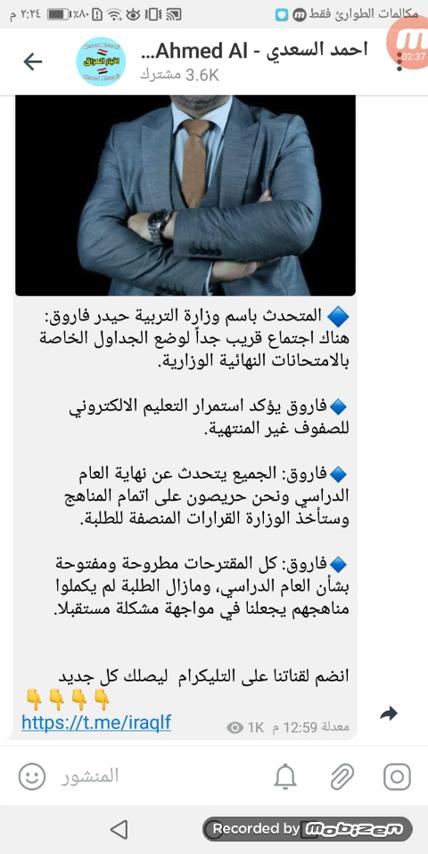 مكالمات الطوارئ فقط
٨٠٪
٢:٢٤ م
احمد السعدي - Ahmed Al...
3.6K مشترك
02:37
اخبار العراق
🔷 المتحدث باسم وزارة التربية حيدر فاروق:
هناك اجتماع قريب جداً لوضع الجداول الخاصة
بالامتحانات النهائية الوزارية.
🔹فاروق يؤكد استمرار التعليم الالكتروني
للصفوف غير المنتهية.
🔹فاروق: الجميع يتحدث عن نهاية العام
الدراسي ونحن حريصون على اتمام المناهج
وستأخذ الوزارة القرارات المنصفة للطلبة.
🔹فاروق: كل المقترحات مطروحة ومفتوحة
بشأن العام الدراسي، ومازال الطلبة لم يكملوا
مناهجهم يجعلنا في مواجهة مشكلة مستقبلا.
انضم لقناتنا على التليكرام ليصلك كل جديد
👇👇👇👇
https://t.me/iraqlf
1K معدلة 12:59 م
المنشور
Recorded by mobizen